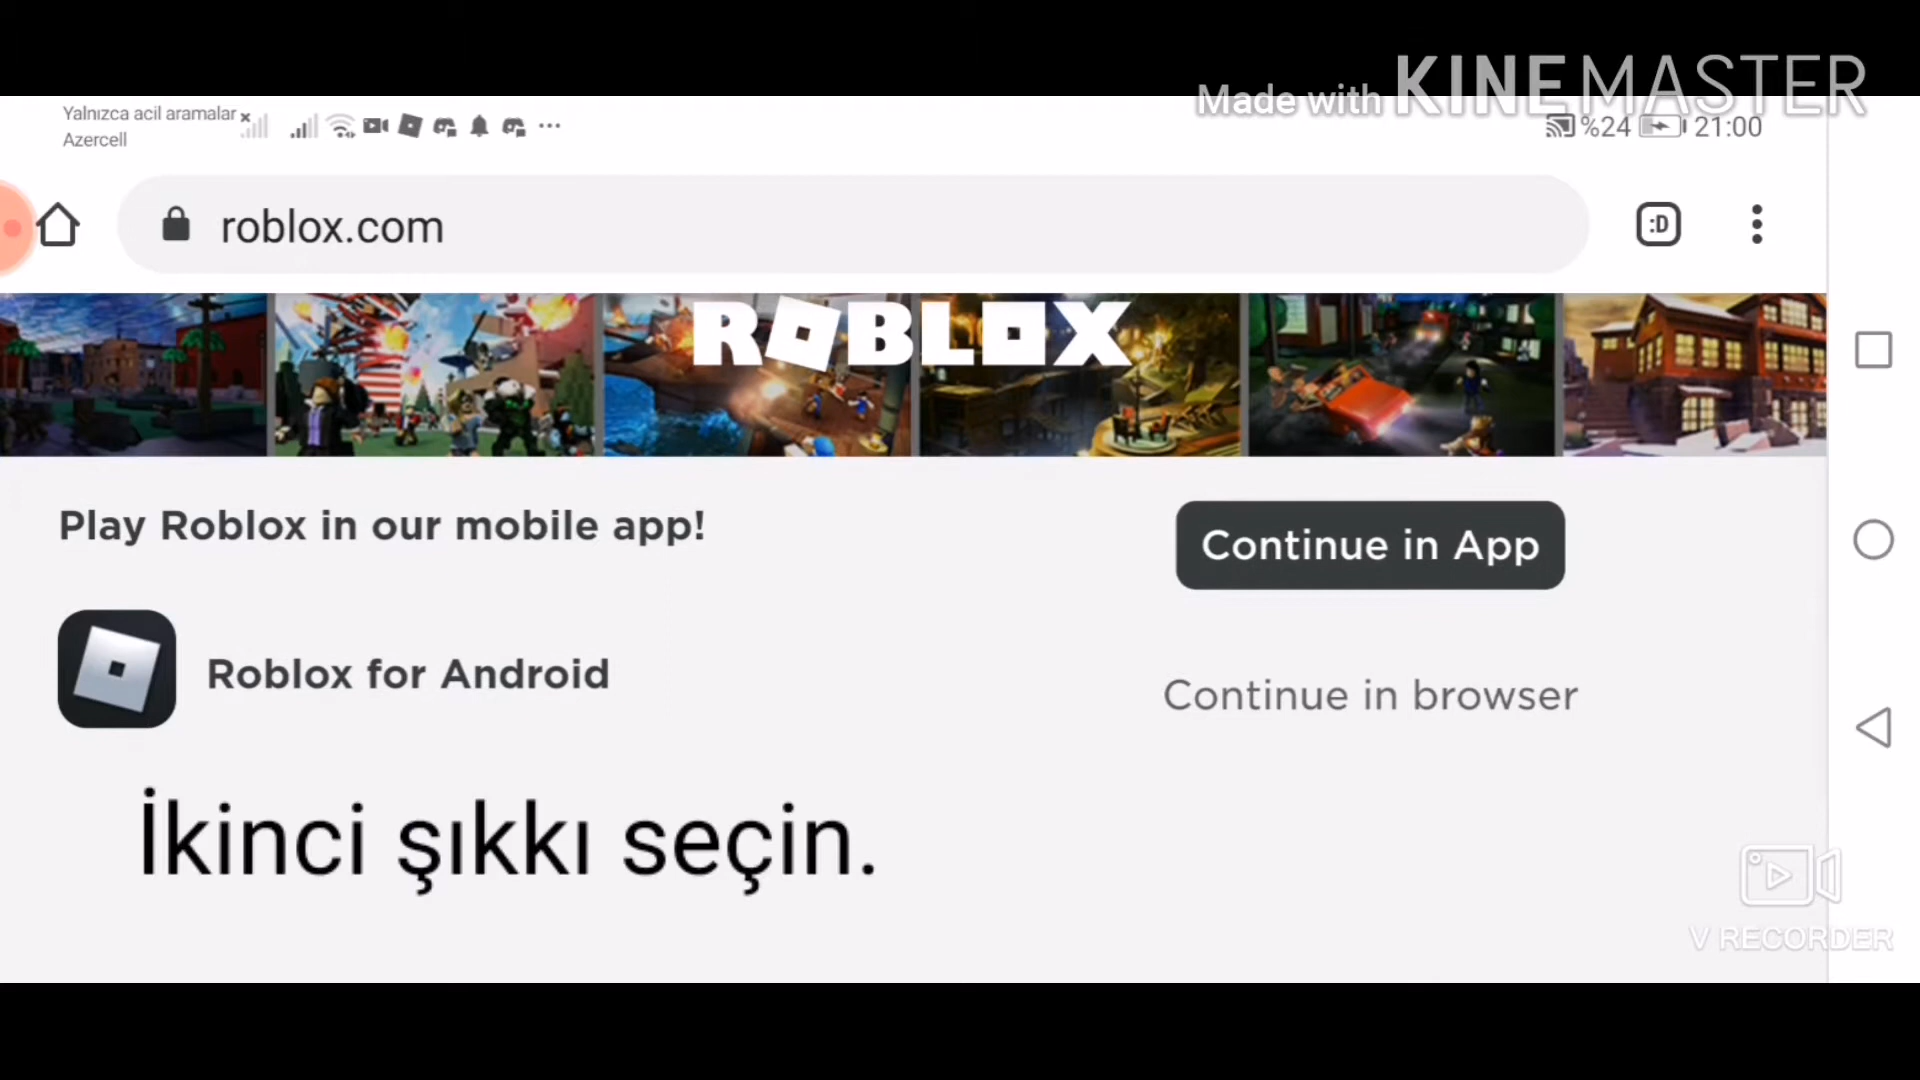 Made with KINEMASTER
Yalnızca acil aramalar
Azercell
%24 21:00
roblox.com
:D
ROBLOX
Play Roblox in our mobile app!
Continue in App
Roblox for Android
Continue in browser
İkinci şıkkı seçin.
V RECORDER